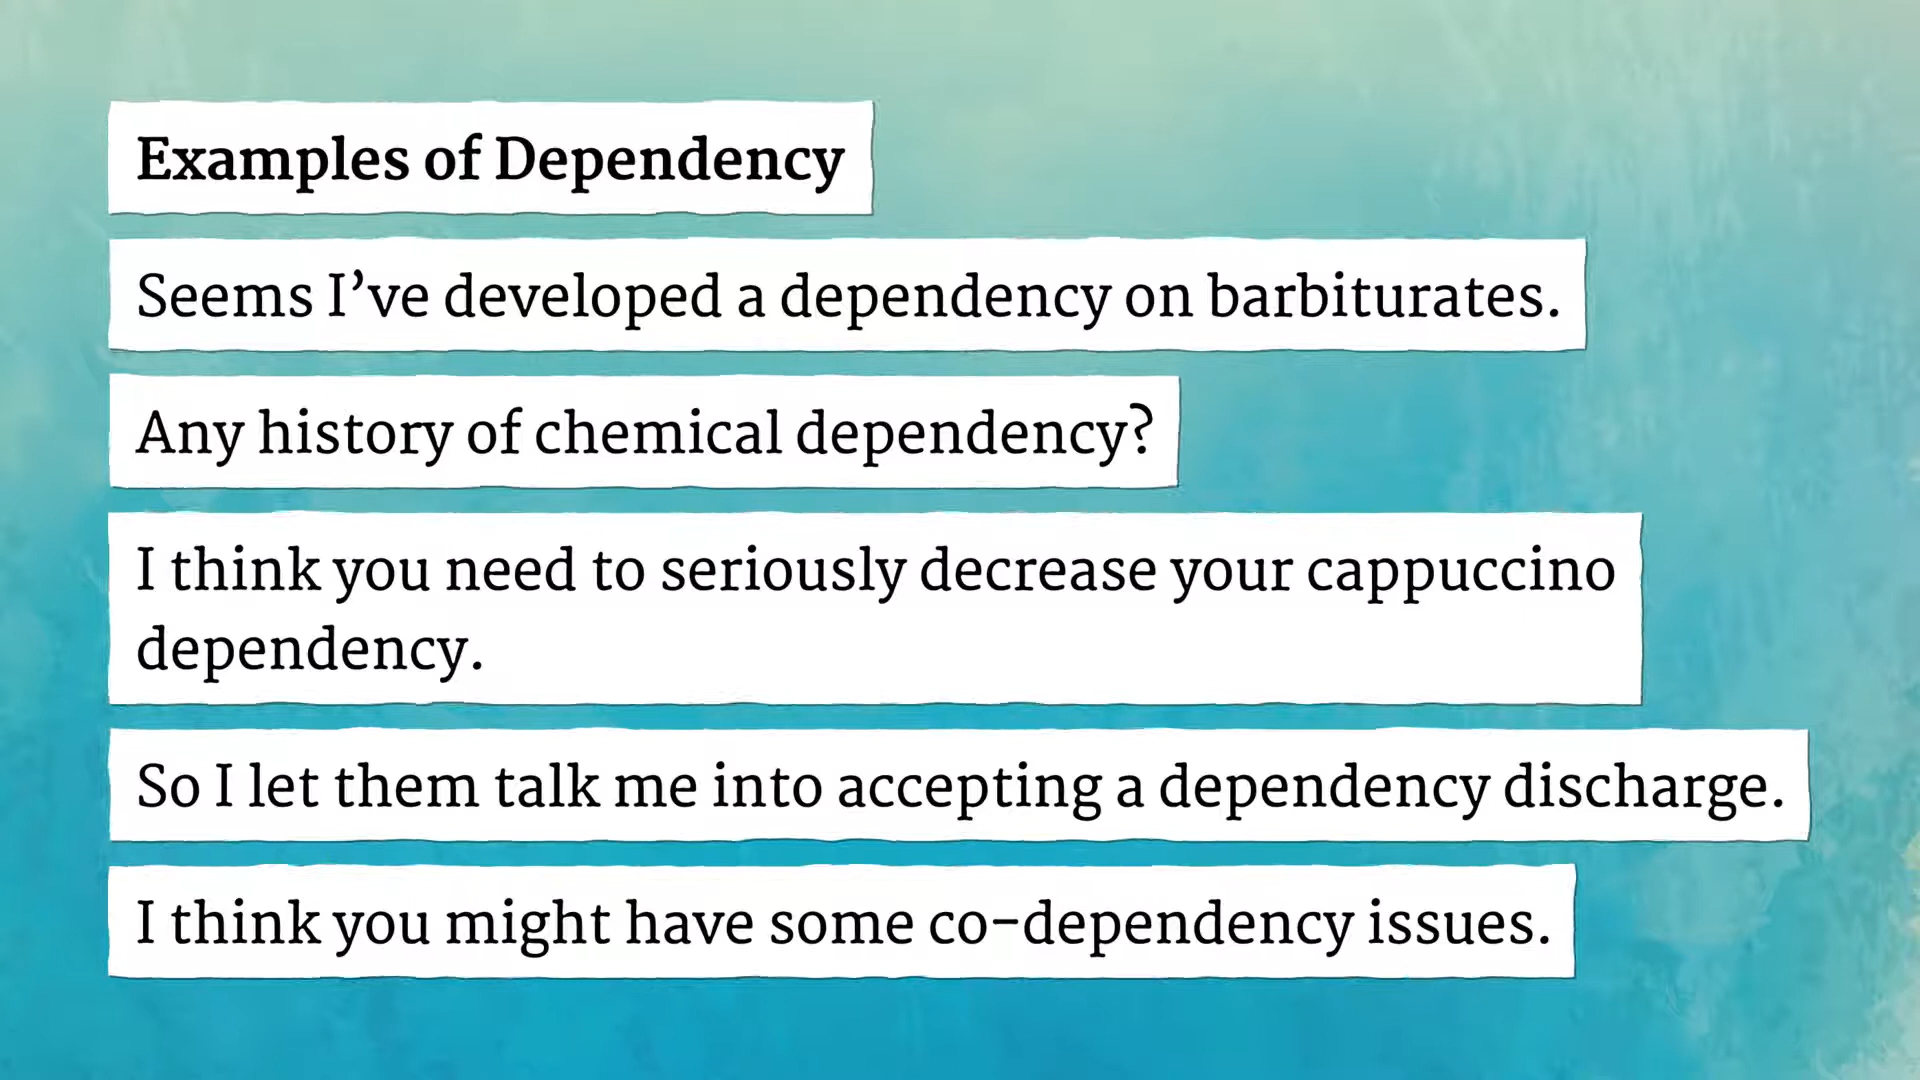 Examples of Dependency
Seems I’ve developed a dependency on barbiturates.
Any history of chemical dependency?
I think you need to seriously decrease your cappuccino
dependency.
So I let them talk me into accepting a dependency discharge.
I think you might have some co-dependency issues.